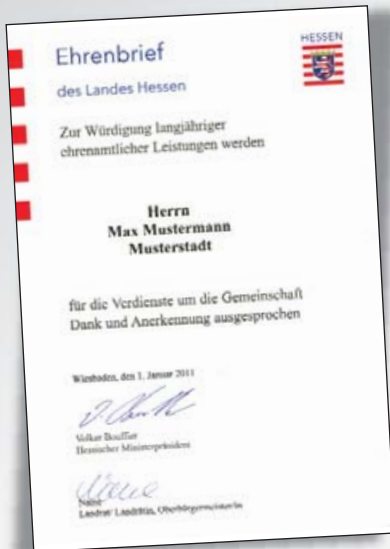 Ehrenbrief
des Landes Hessen
HESSEN
Zur Würdigung langjähriger
ehrenamtlicher Leistungen werden
Herrn
Max Mustermann
Musterstadt
für die Verdienste um die Gemeinschaft
Dank und Anerkennung ausgesprochen
Wiesbaden, den 1. Januar 2011
Volker Bouffier
Hessischer Ministerpräsident
Name
Landrat/ Landrätin, Oberbürgermeister/in